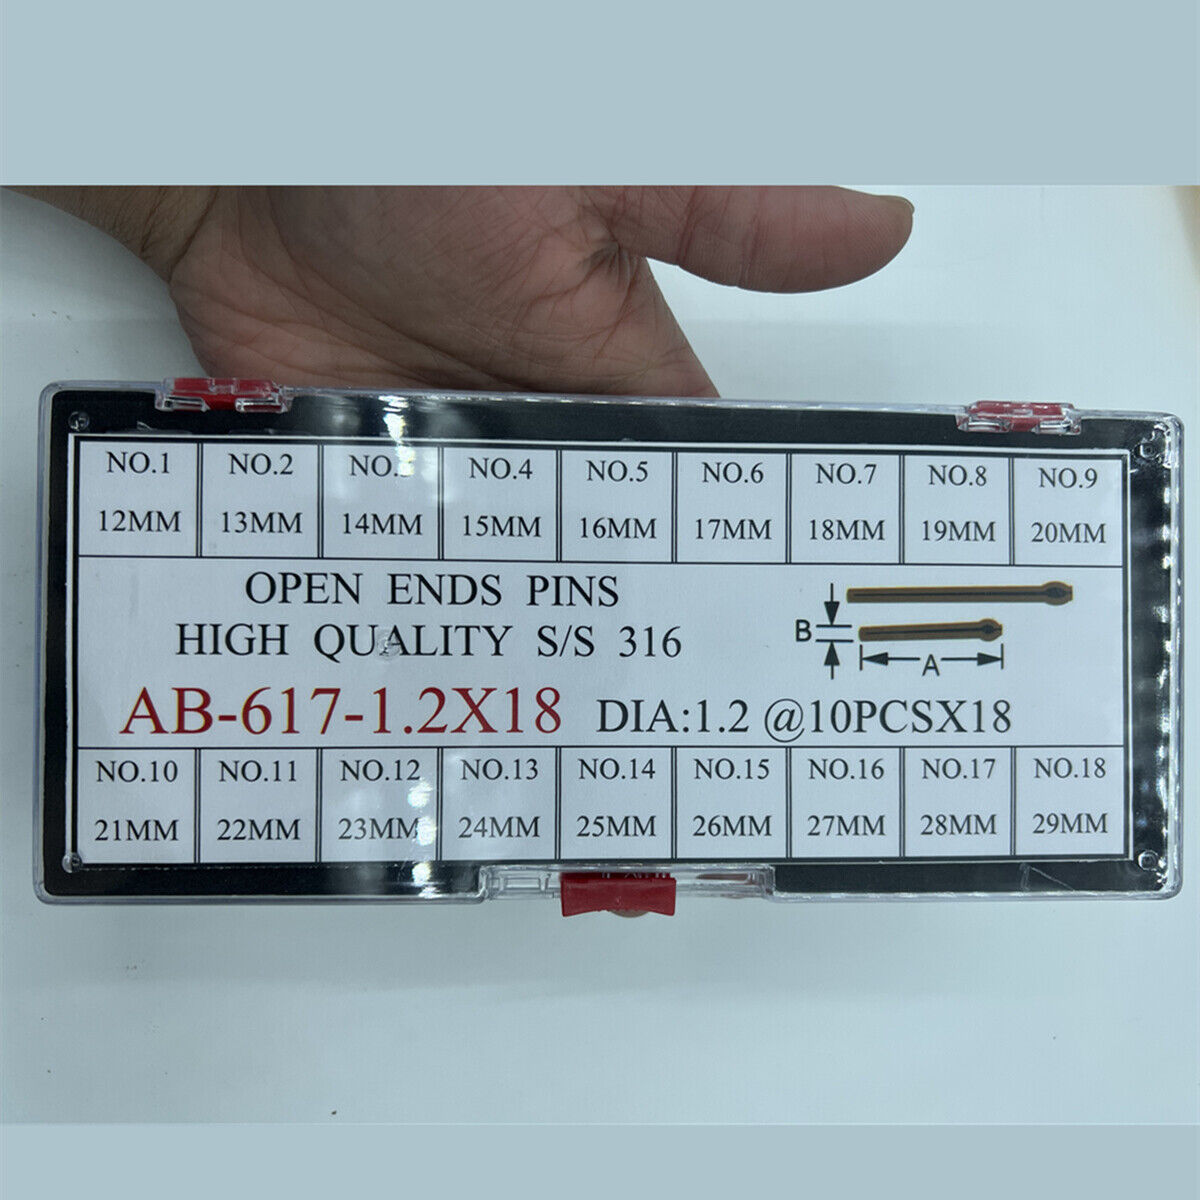 NO.1 NO.2 NO.3 NO.4 NO.5 NO.6 NO.7 NO.8 NO.9
12MM 13MM 14MM 15MM 16MM 17MM 18MM 19MM 20MM
OPEN ENDS PINS
HIGH QUALITY S/S 316
B
A
AB-617-1.2X18 DIA:1.2 @10PCSX18
NO.10 NO.11 NO.12 NO.13 NO.14 NO.15 NO.16 NO.17 NO.18
21MM 22MM 23MM 24MM 25MM 26MM 27MM 28MM 29MM